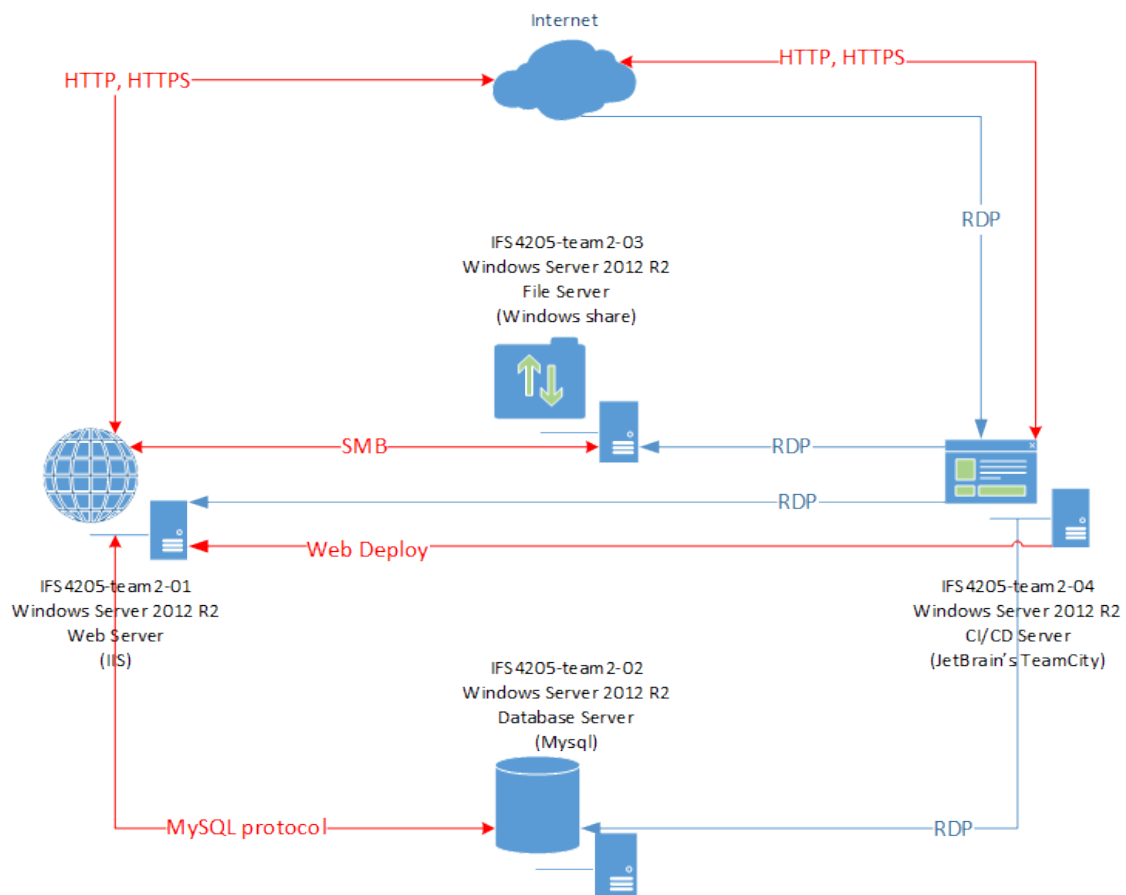 Internet
HTTP, HTTPS
HTTP, HTTPS
RDP
IFS4205-team2-03
Windows Server 2012 R2
File Server
(Windows share)
SMB
RDP
RDP
Web Deploy
IFS4205-team2-01
Windows Server 2012 R2
Web Server
(IIS)
IFS4205-team2-04
Windows Server 2012 R2
CI/CD Server
(JetBrain's TeamCity)
IFS4205-team2-02
Windows Server 2012 R2
Database Server
(Mysql)
MySQL protocol
RDP